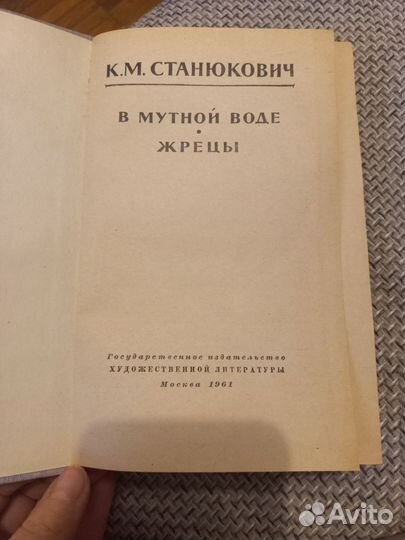 К.М. СТАНЮКОВИЧ
В МУТНОЙ ВОДЕ
•
ЖРЕЦЫ
Государственное издательство
ХУДОЖЕСТВЕННОЙ ЛИТЕРАТУРЫ
Москва 1961
Avito